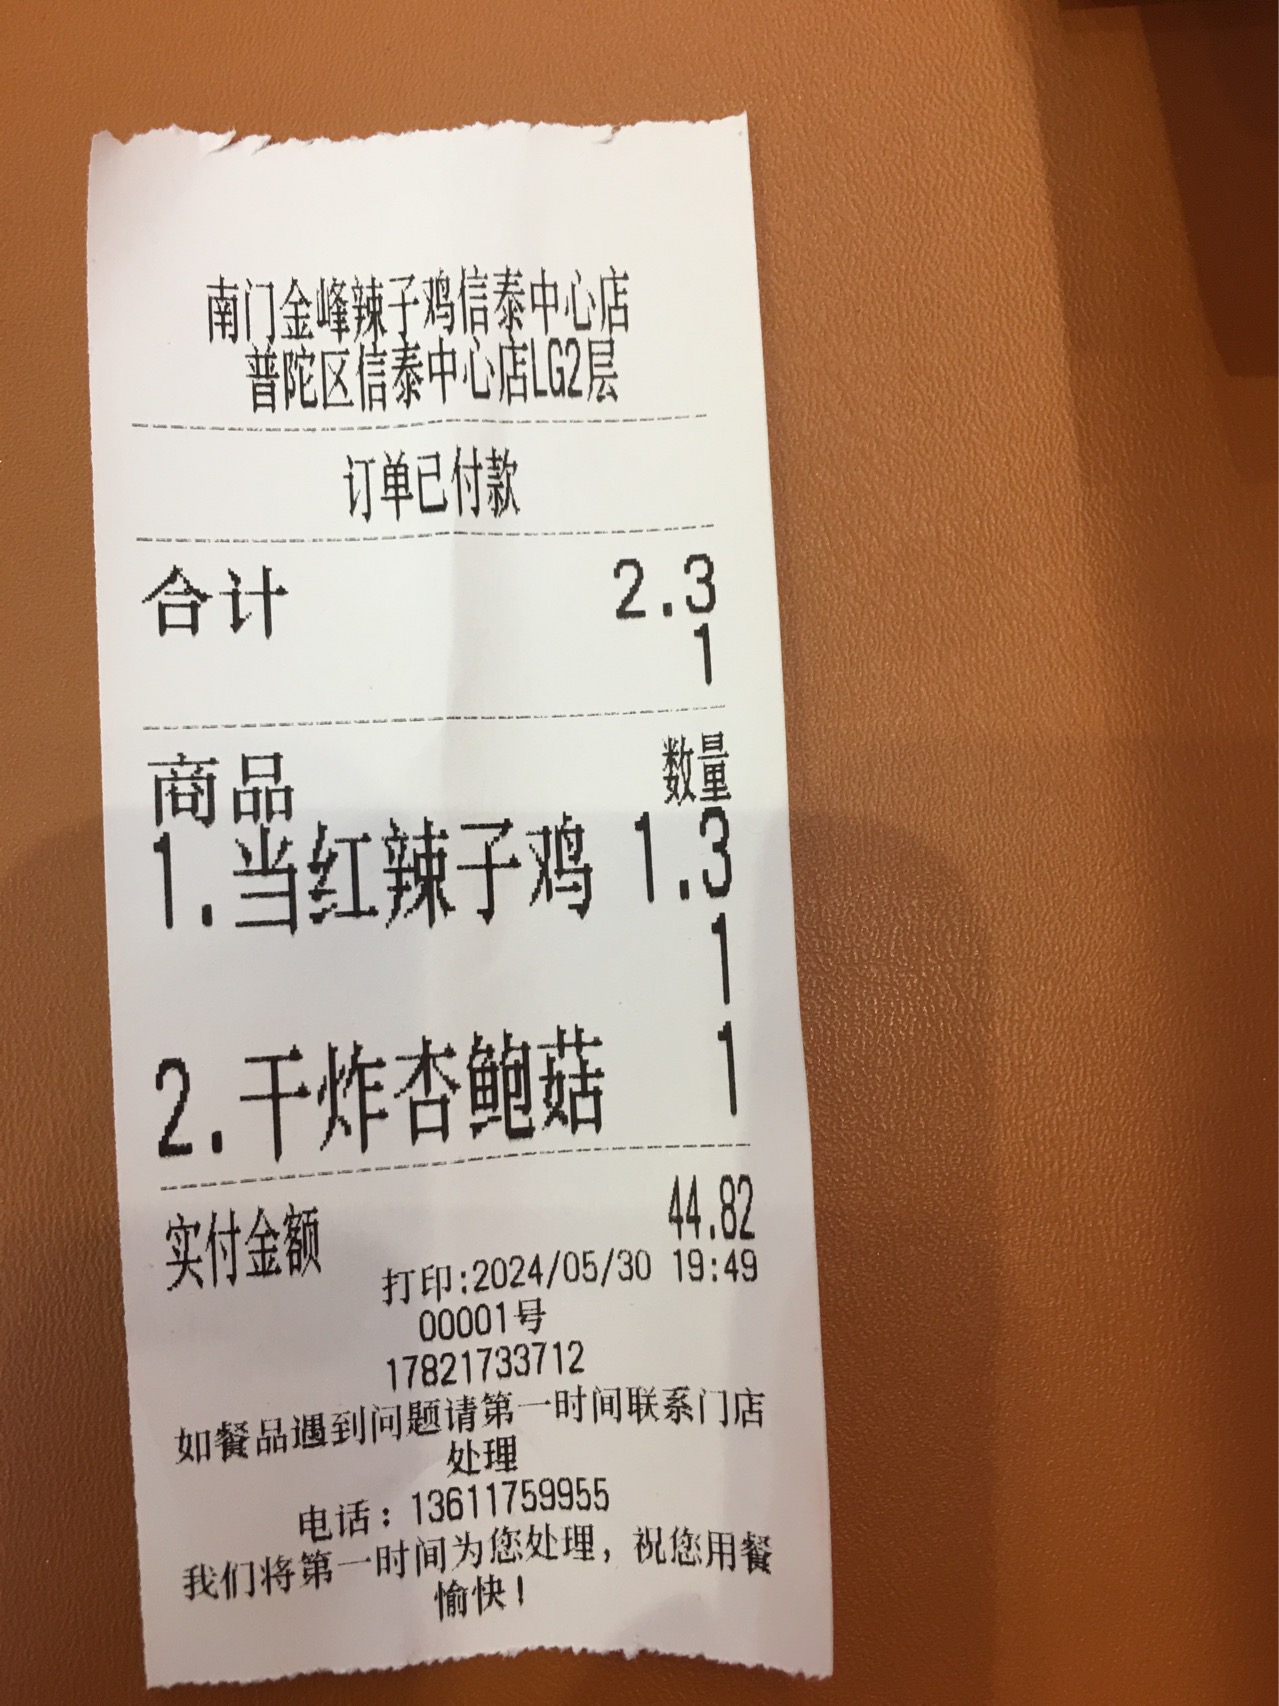 南门金峰辣子鸡信泰中心店
普陀区信泰中心店LG2层
订单已付款
合计 2.3
1
商品 数量
1.当红辣子鸡 1.3
1
2.干炸杏鲍菇 1
实付金额 44.82
打印:2024/05/30 19:49
00001号
17821733712
如餐品遇到问题请第一时间联系门店
处理
电话：13611759955
我们将第一时间为您处理，祝您用餐
愉快！